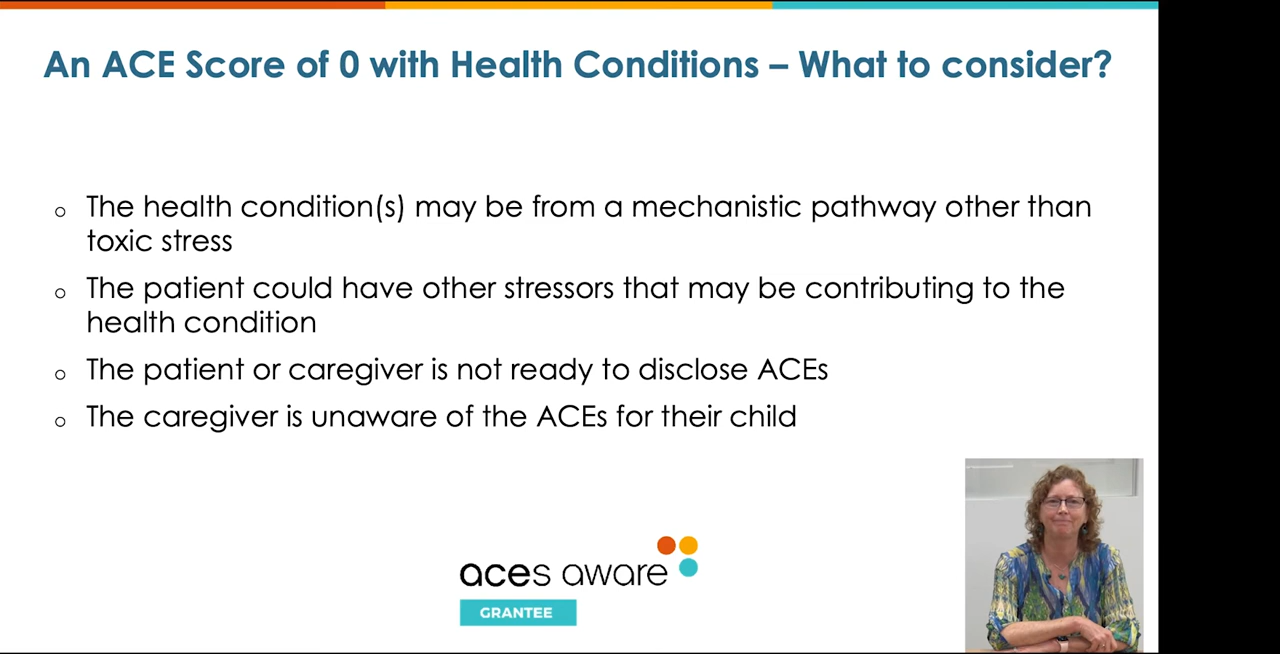 An ACE Score of 0 with Health Conditions – What to consider?
o The health condition(s) may be from a mechanistic pathway other than
toxic stress
o The patient could have other stressors that may be contributing to the
health condition
o The patient or caregiver is not ready to disclose ACEs
o The caregiver is unaware of the ACEs for their child
aces aware
GRANTEE